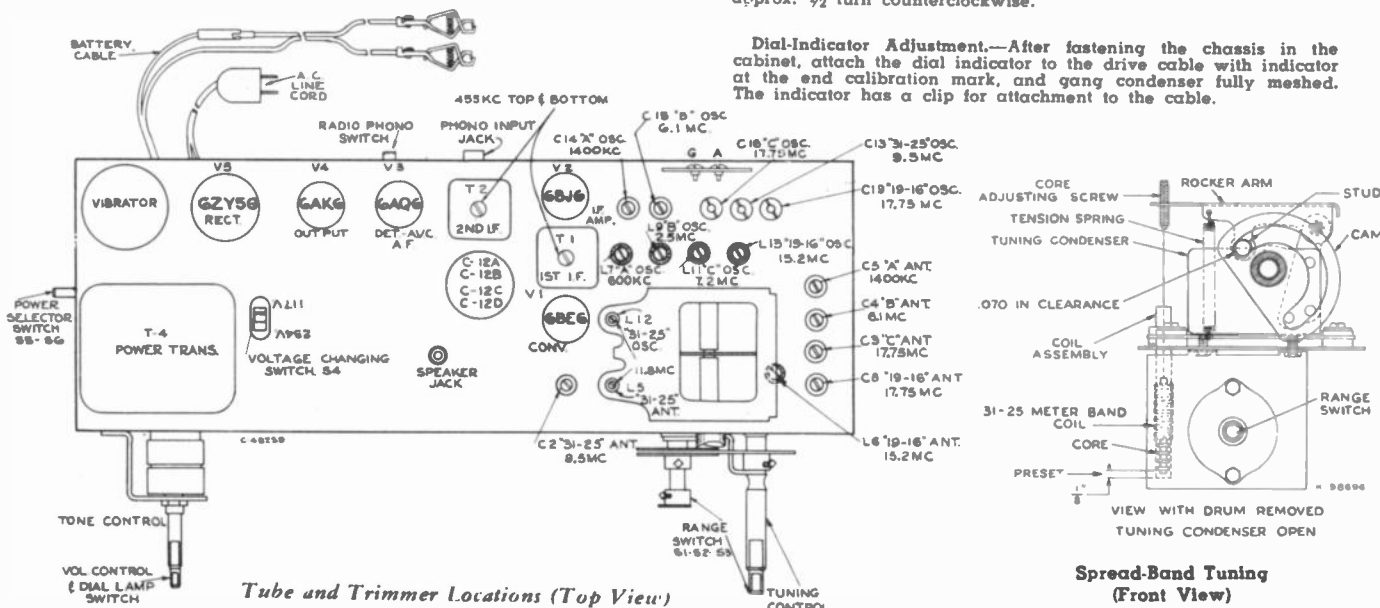 approx. ½ turn counterclockwise.
Dial-Indicator Adjustment.—After fastening the chassis in the
cabinet, attach the dial indicator to the drive cable with indicator
at the end calibration mark, and gang condenser fully meshed.
The indicator has a clip for attachment to the cable.
BATTERY
CABLE
A.C.
LINE
CORD
RADIO PHONO
SWITCH
455KC TOP & BOTTOM
PHONO INPUT
JACK
C14 "A" OSC.
1400KC
C15 "B" OSC
6.1 MC.
C16 "C" OSC.
17.75MC
C13 "31-25" OSC.
9.5MC
C19 "19-16" OSC.
17.75 MC
G A
VIBRATOR
V5
6ZY5G
RECT.
V4
6AK6
OUTPUT
V3
6AQ6
DET.-AVC.
A.F.
T2
2ND I.F.
V2
6BJ6
I.F.
AMP.
T1
1ST I.F.
L7 "A" OSC.
600KC
L9 "B" OSC.
2.5MC
L11 "C" OSC.
7.2MC
L13 "19-16" OSC
15.2MC
C-12A
C-12B
C-12C
C-12D
V1
6BE6
CONV.
L12
"31-25"
OSC.
11.8MC
L5
"31-25"
ANT.
C5 "A" ANT.
1400KC
C4 "B" ANT
6.1MC
C3 "C" ANT
17.75MC
C8 "19-16" ANT
17.75MC
L6 "19-16" ANT.
15.2MC
C2 "31-25" ANT.
9.5MC
POWER
SELECTOR
SWITCH
S5-S6
T-4
POWER TRANS.
117V
234V
VOLTAGE CHANGING
SWITCH, S4
SPEAKER
JACK
TONE CONTROL
VOL CONTROL
& DIAL LAMP
SWITCH
RANGE
SWITCH
S1-S2-S3
TUNING
CONTROL
Tube and Trimmer Locations (Top View)
CORE
ADJUSTING SCREW
ROCKER ARM
STUD
TENSION SPRING
TUNING CONDENSER
CAM
.070 IN CLEARANCE
COIL
ASSEMBLY
31-25 METER BAND
COIL
CORE
RANGE
SWITCH
PRESET
1"
8
VIEW WITH DRUM REMOVED
TUNING CONDENSER OPEN
Spread-Band Tuning
(Front View)